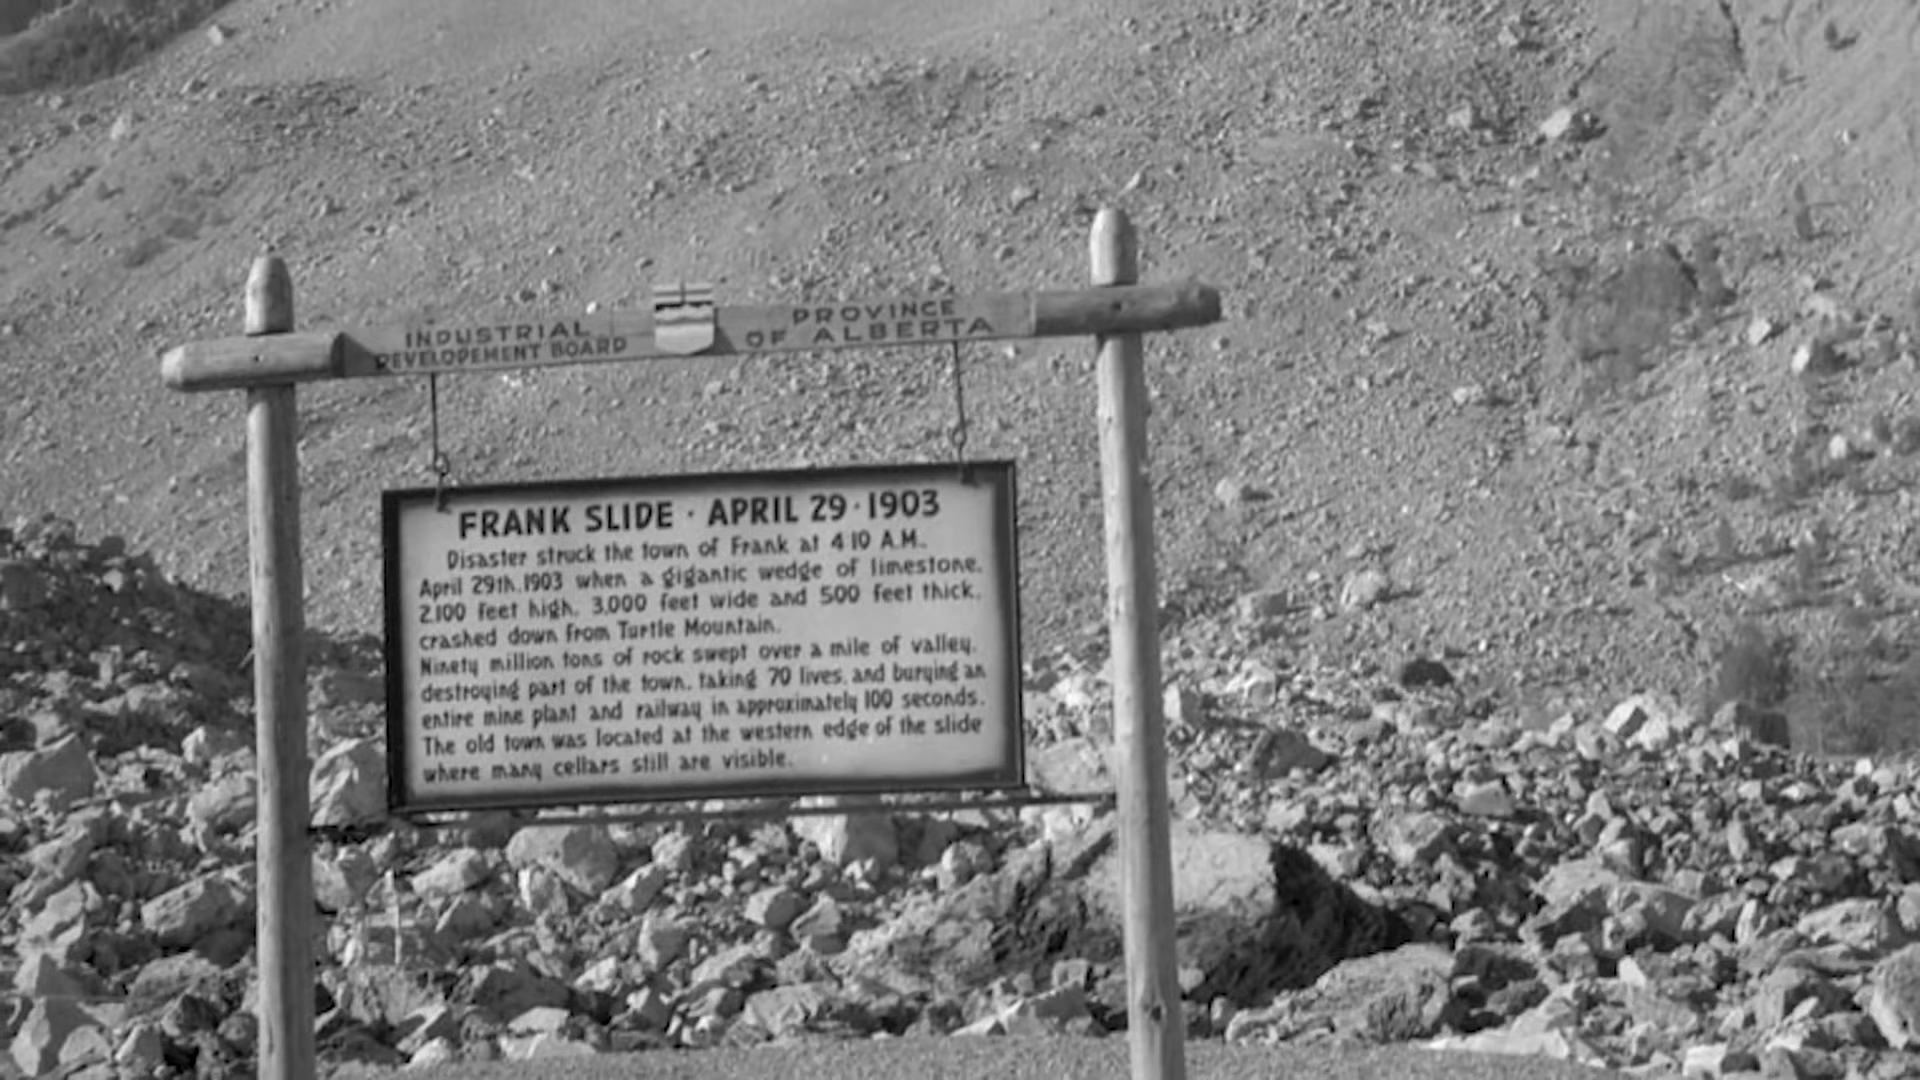 INDUSTRIAL
DEVELOPEMENT BOARD
PROVINCE
OF ALBERTA
FRANK SLIDE · APRIL 29 · 1903
Disaster struck the town of Frank at 4·10 A.M.,
April 29th, 1903 when a gigantic wedge of limestone,
2,100 feet high, 3,000 feet wide and 500 feet thick,
crashed down from Turtle Mountain.
Ninety million tons of rock swept over a mile of valley,
destroying part of the town, taking 70 lives, and burying an
entire mine plant and railway in approximately 100 seconds.
The old town was located at the western edge of the slide
where many cellars still are visible.